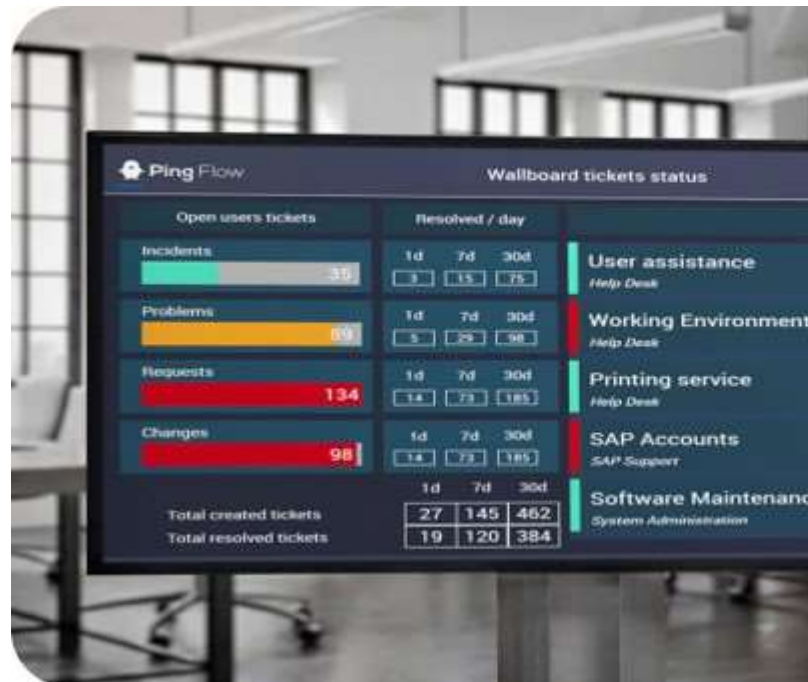 Ping Flow
Wallboard tickets status
Open users tickets
Resolved / day
Incidents
35
1d 7d 30d
3 15 75
User assistance
Help Desk
Problems
89
1d 7d 30d
5 29 98
Working Environment
Help Desk
Requests
134
1d 7d 30d
14 73 185
Printing service
Help Desk
Changes
98
1d 7d 30d
14 73 185
SAP Accounts
SAP Support
1d 7d 30d
Total created tickets 27 145 462
Total resolved tickets 19 120 384
Software Maintenanc
System Administration